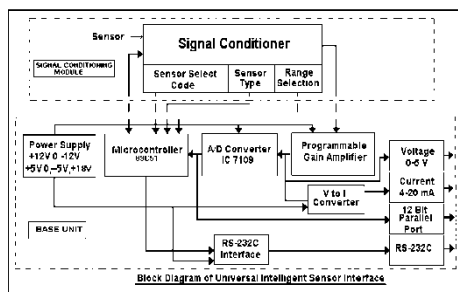 Sensor
Signal Conditioner
SIGNAL CONDITIONING
MODULE
Sensor Select
Code
Sensor
Type
Range
Selection
Power Supply
+12V 0 -12V
+5V 0 -5V, +18V
Microcontroller
A/D Converter
IC 7109
Programmable
Gain Amplifier
Voltage
0-5 V
Current
4-20 mA
V to I
Converter
12 Bit
Parallel
Port
BASE UNIT
RS-232C
Interface
RS-232C
Block Diagram of Universal Intelligent Sensor Interface